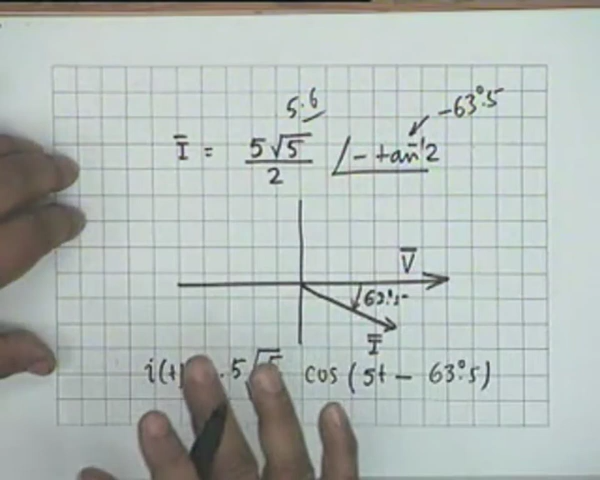 5.6
-63°.5
Ī = 5√5/2 ∠-tan⁻¹2
V̄
63°.5
Ī
i(t) .5√5 cos (5t - 63°.5)